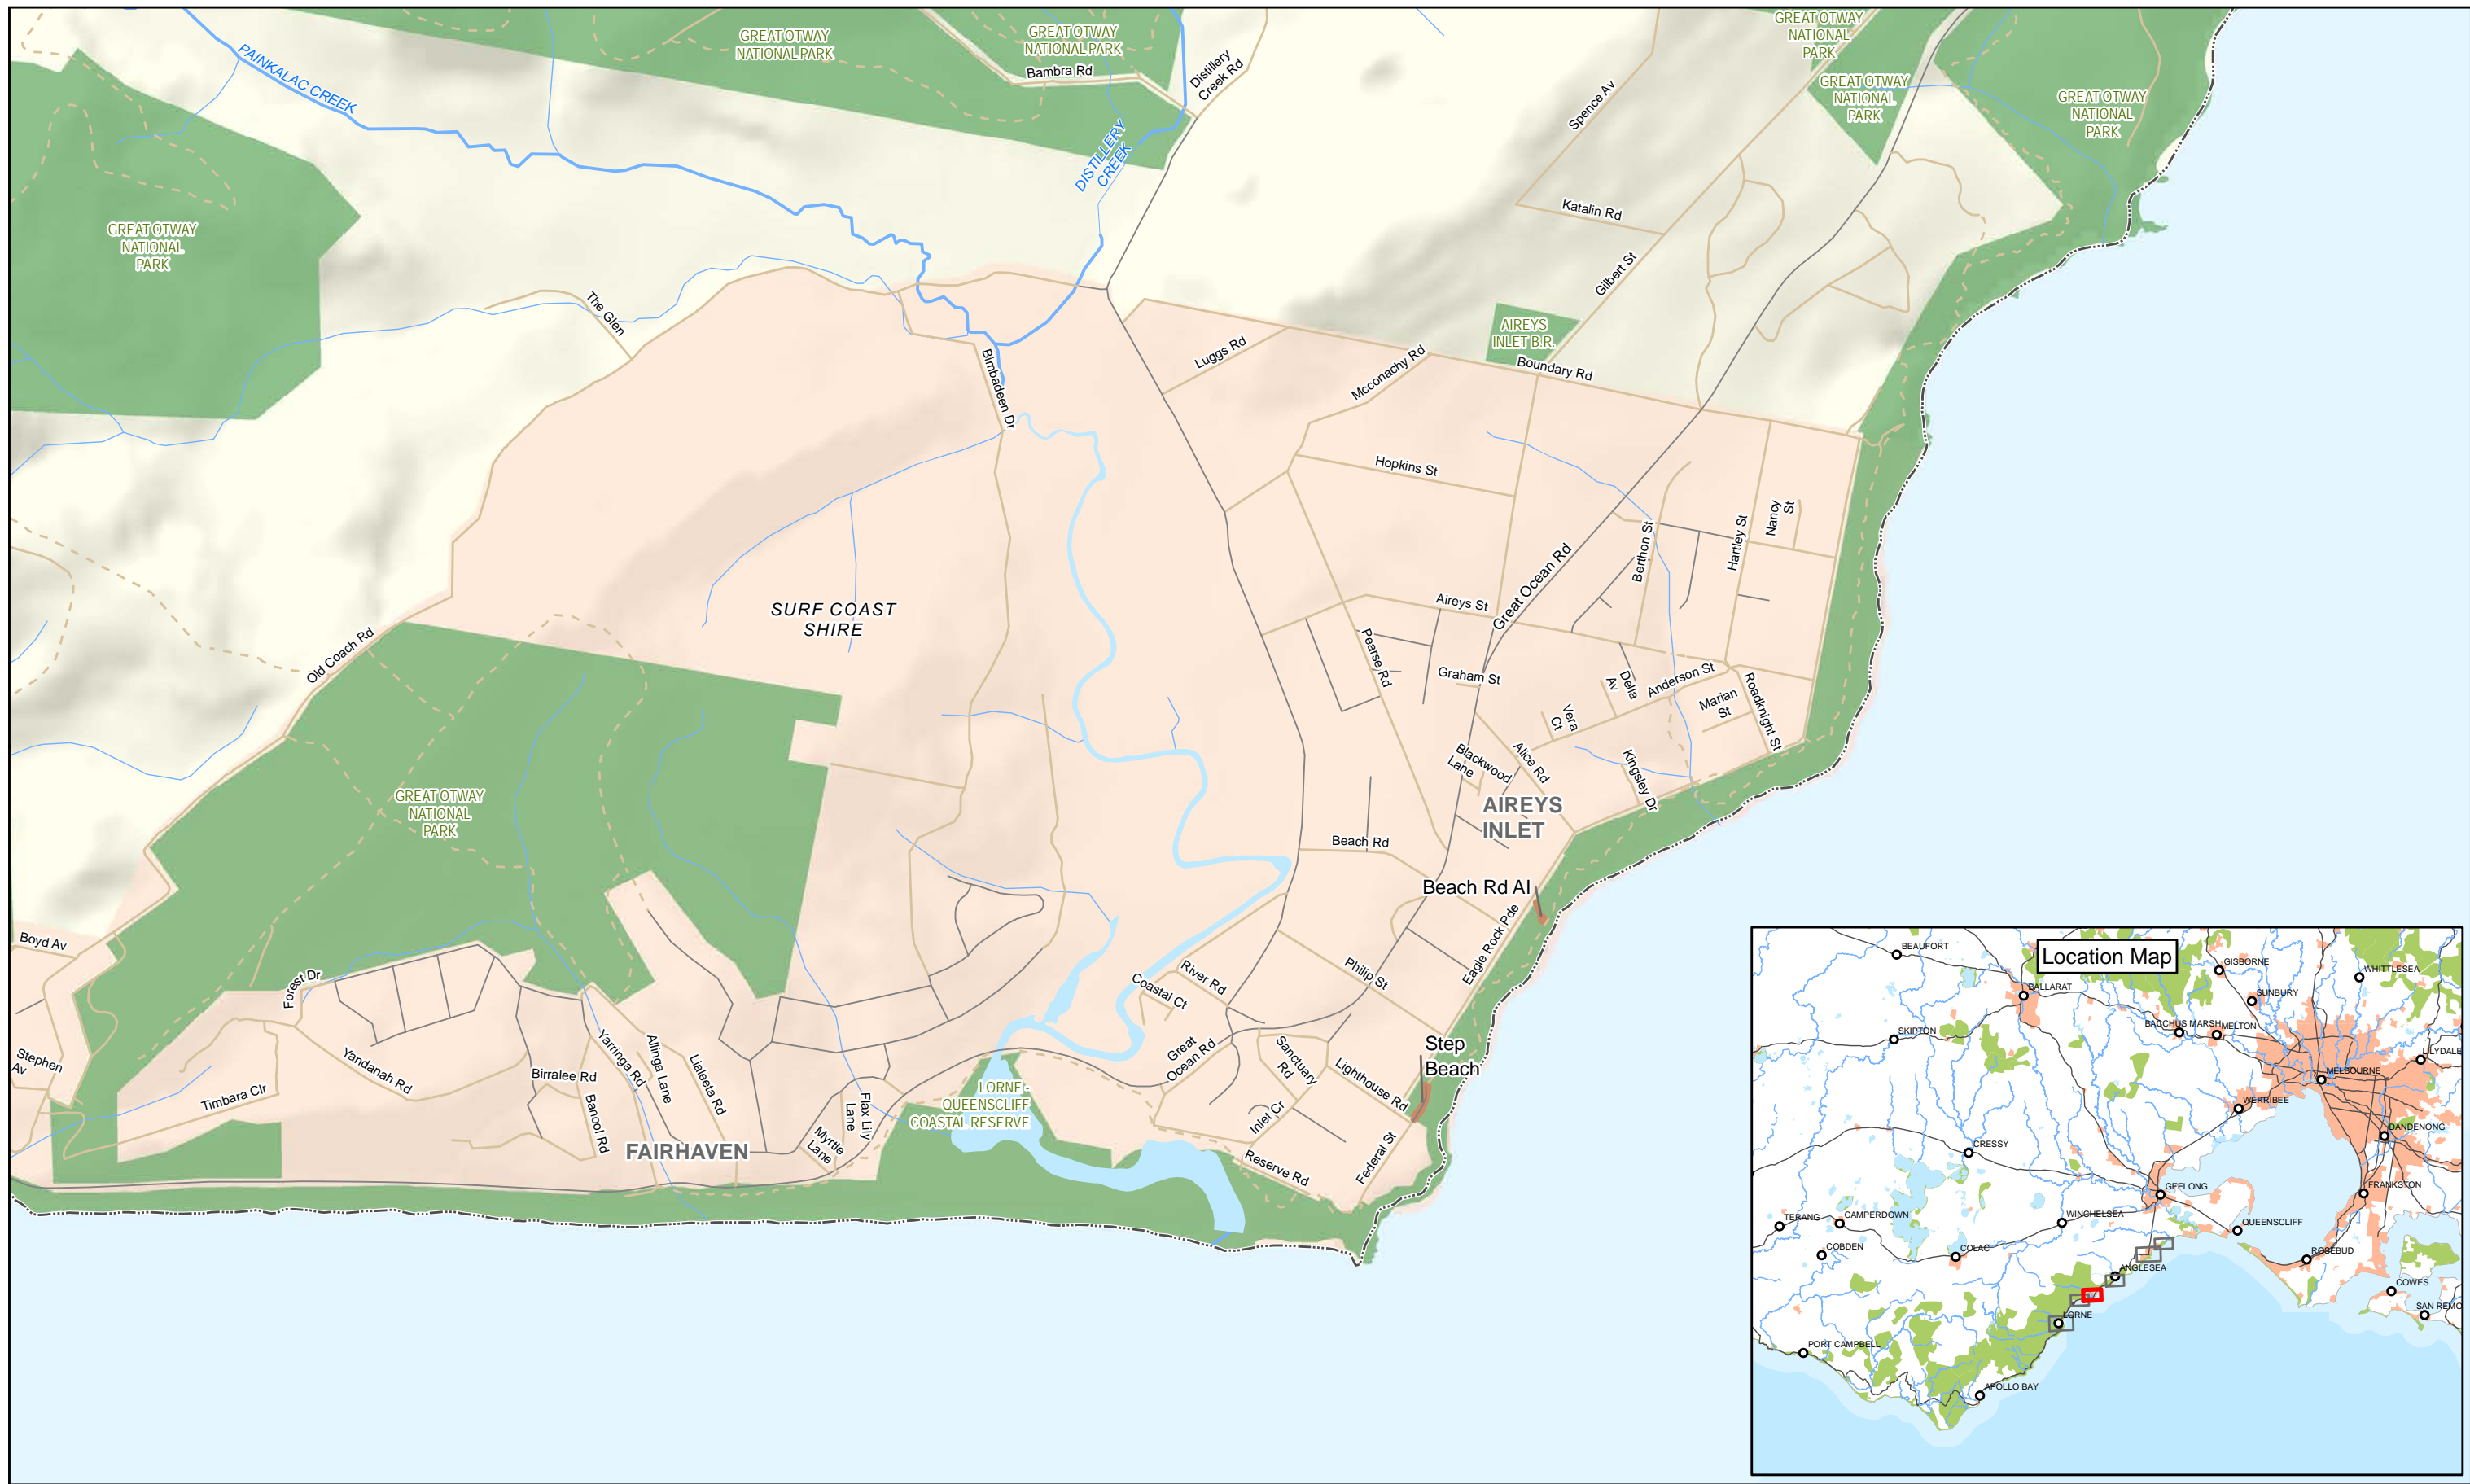 GREAT OTWAY
NATIONAL PARK
GREAT OTWAY
NATIONAL PARK
GREAT OTWAY
NATIONAL
PARK
PAINKALAC CREEK
Bambra Rd
Distillery
Creek Rd
DISTILLERY
CREEK
Spence Av
GREAT OTWAY
NATIONAL
PARK
GREAT OTWAY
NATIONAL
PARK
GREAT OTWAY
NATIONAL
PARK
Katalin Rd
Gilbert St
The Glen
Bimbadeen Dr
Luggs Rd
Mcconachy Rd
AIREYS
INLET B.R.
Boundary Rd
Hopkins St
Nancy
St
Hartley St
Berthon St
Great Ocean Rd
Aireys St
SURF COAST
SHIRE
Old Coach Rd
Pearse Rd
Graham St
Della
Av
Anderson St
Marian
St
Roadknight St
Vera
Ct
Blackwood
Lane
Alice Rd
Kingsley Dr
GREAT OTWAY
NATIONAL
PARK
AIREYS
INLET
Beach Rd
Beach Rd AI
Eagle Rock Pde
Philip St
River Rd
Coastal Ct
Boyd Av
Forest Dr
Stephen
Av
Yandanah Rd
Timbara Clr
Birralee Rd
Yarringa Rd
Banool Rd
Allinga Lane
Lialeeta Rd
FAIRHAVEN
Myrtle
Lane
Flax Lily
Lane
LORNE-
QUEENSCLIFF
COASTAL RESERVE
Great
Ocean Rd
Sanctuary
Rd
Step
Beach
Lighthouse Rd
Inlet Cr
Reserve Rd
Federal St
Location Map
BEAUFORT
GISBORNE
WHITTLESEA
BALLARAT
SUNBURY
SKIPTON
BACCHUS MARSH
MELTON
LILYDALE
MELBOURNE
WERRIBEE
DANDENONG
CRESSY
GEELONG
FRANKSTON
TERANG
CAMPERDOWN
WINCHELSEA
QUEENSCLIFF
COBDEN
COLAC
ROSEBUD
ANGLESEA
COWES
LORNE
SAN REMO
PORT CAMPBELL
APOLLO BAY